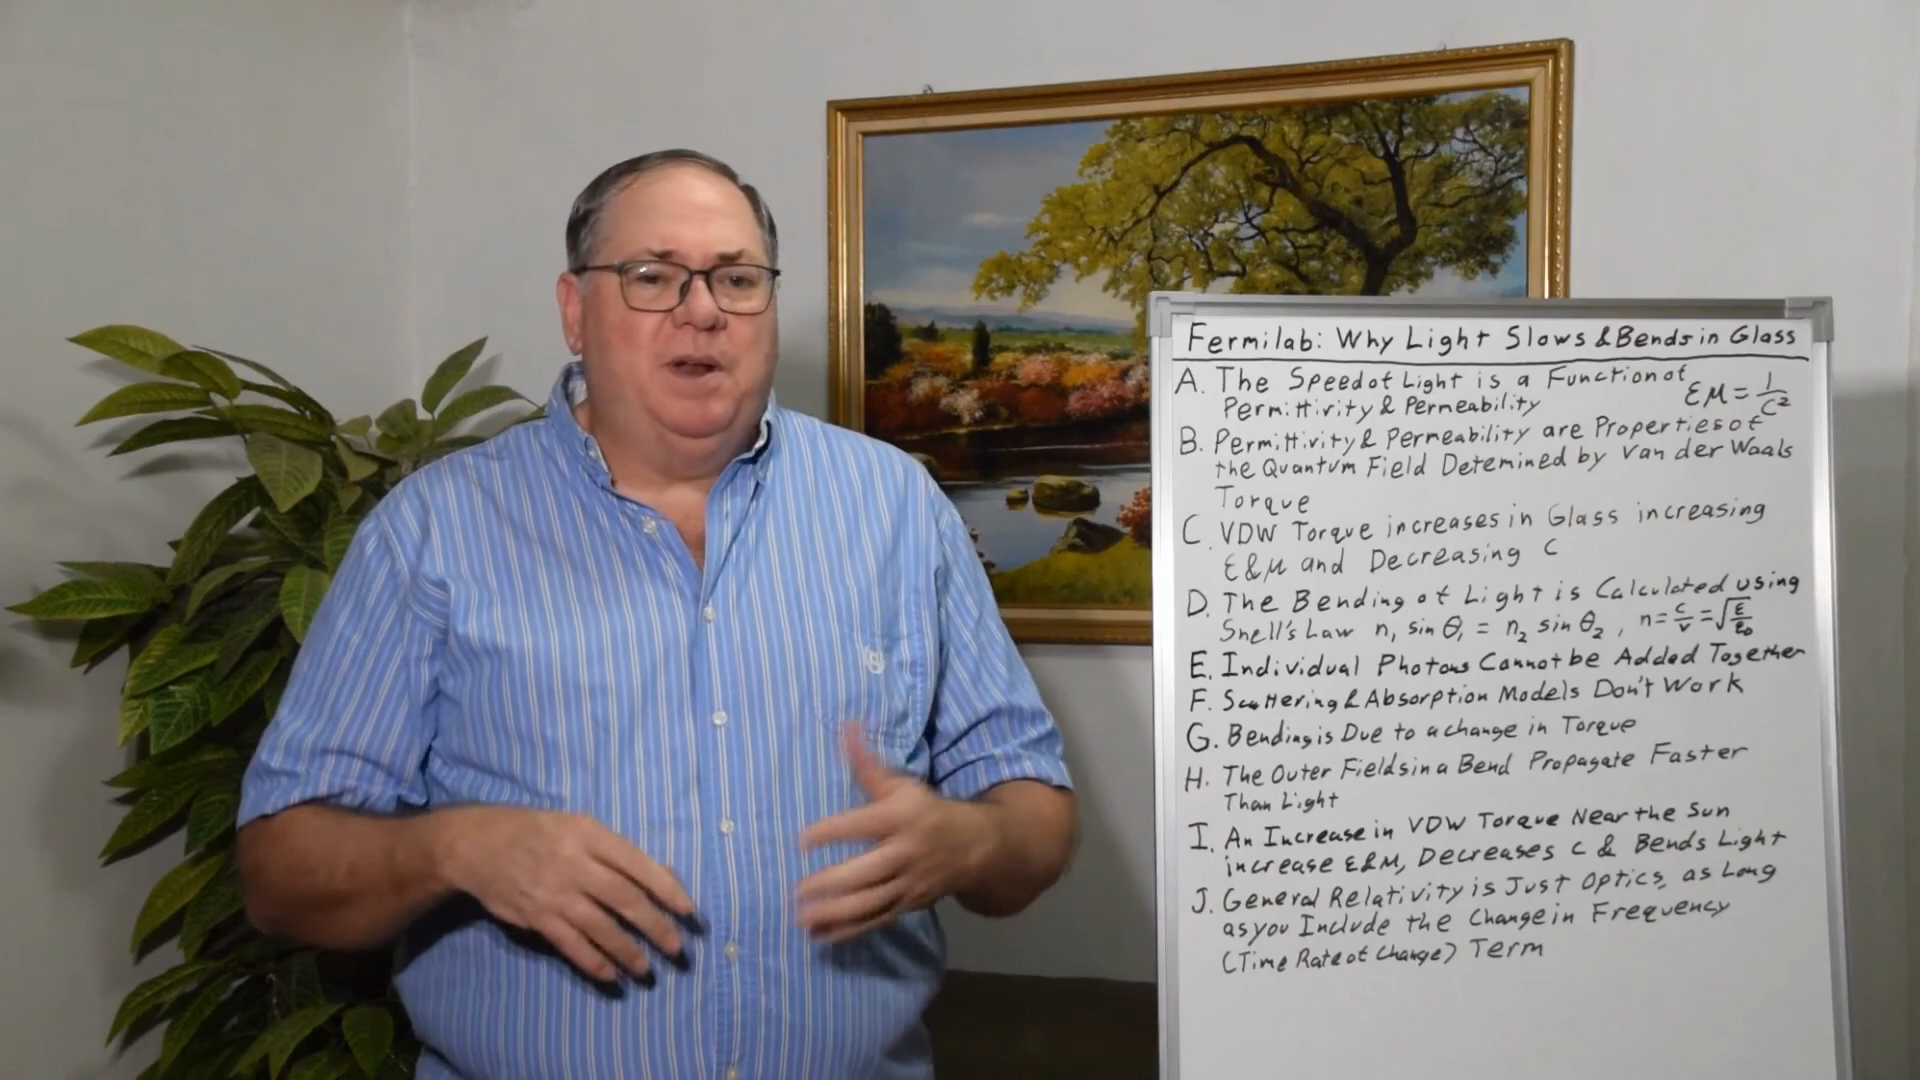 Fermilab: Why Light Slows & Bends in Glass
A. The Speed of Light is a Function of
Permittivity & Permeability εμ = 1/c²
B. Permittivity & Permeability are Properties of
the Quantum Field Detemined by Van der Waals
Torque
C. VDW Torque increases in Glass increasing
ε&μ and Decreasing c
D. The Bending of Light is Calculated using
Snell's Law n₁ sin θ₁ = n₂ sin θ₂ , n = c/v = √ε/ε₀
E. Individual Photons Cannot be Added Together
F. Scattering & Absorption Models Don't Work
G. Bending is Due to a change in Torque
H. The Outer Fields in a Bend Propagate Faster
Than Light
I. An Increase in VDW Torque Near the Sun
increase ε&μ, Decreases c & Bends Light
J. General Relativity is Just Optics, as Long
as you Include the Change in Frequency
(Time Rate of Change) Term